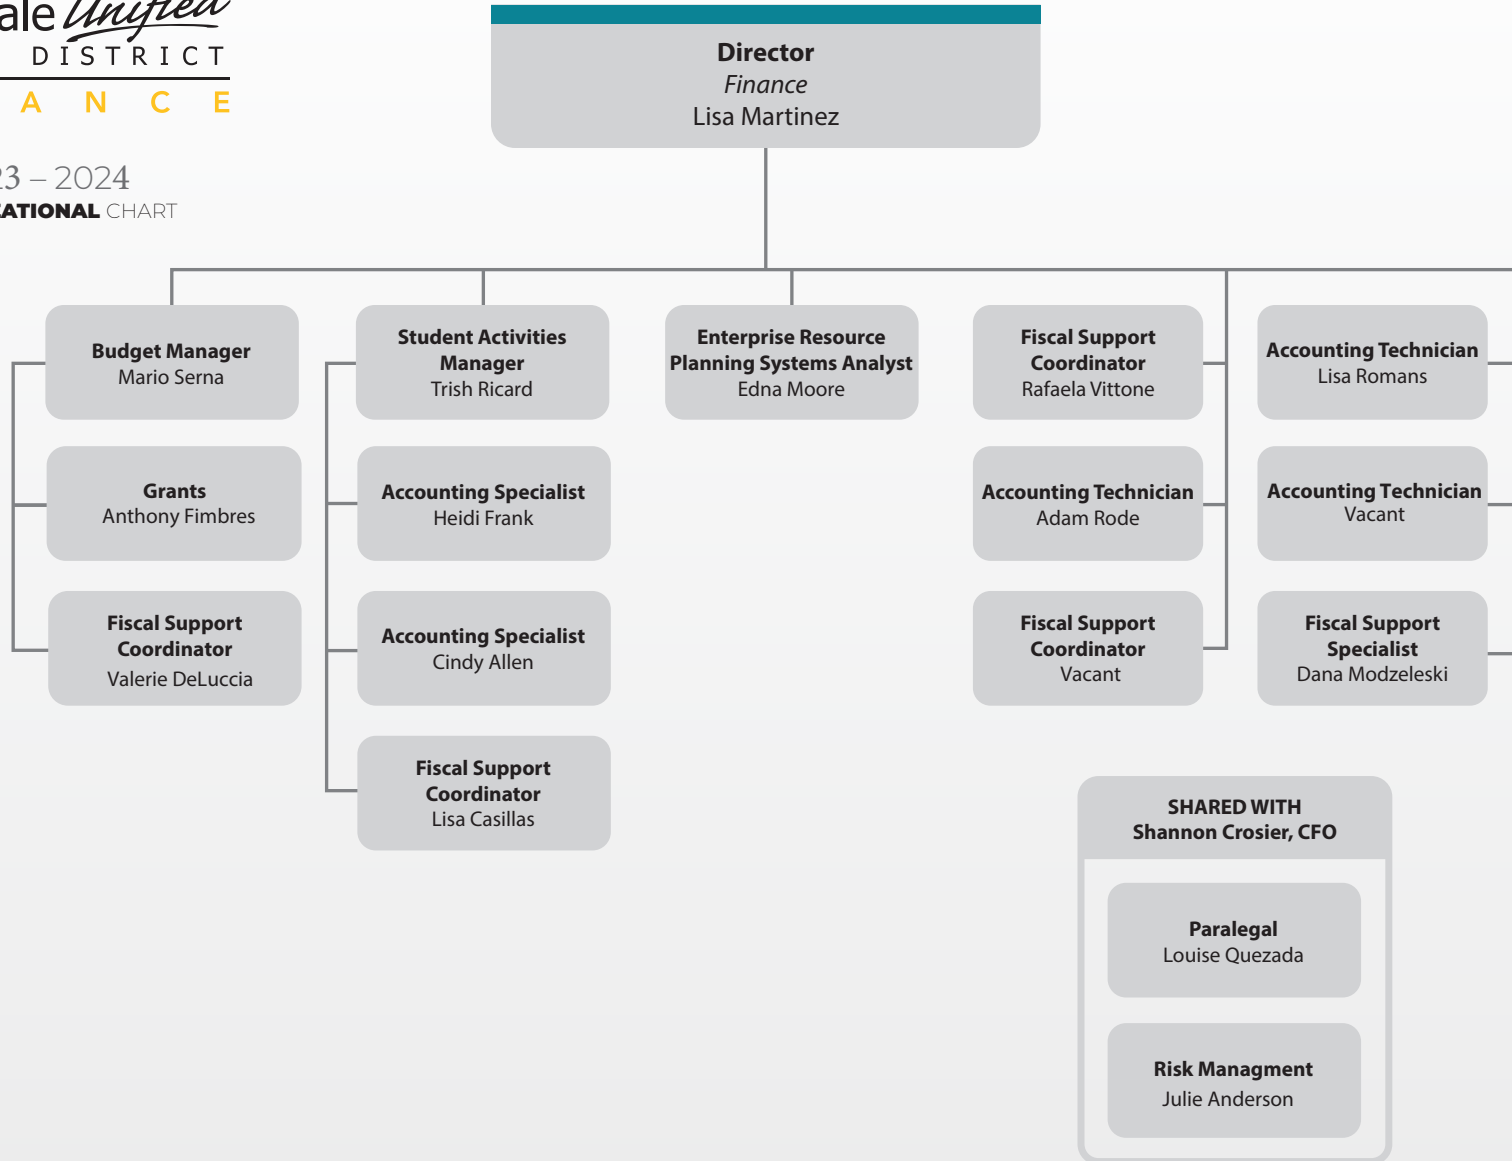 ale Unified
DISTRICT
A N C E
23 – 2024
ATIONAL CHART
Director
Finance
Lisa Martinez
Budget Manager
Mario Serna
Grants
Anthony Fimbres
Fiscal Support
Coordinator
Valerie DeLuccia
Student Activities
Manager
Trish Ricard
Accounting Specialist
Heidi Frank
Accounting Specialist
Cindy Allen
Fiscal Support
Coordinator
Lisa Casillas
Enterprise Resource
Planning Systems Analyst
Edna Moore
Fiscal Support
Coordinator
Rafaela Vittone
Accounting Technician
Adam Rode
Fiscal Support
Coordinator
Vacant
Accounting Technician
Lisa Romans
Accounting Technician
Vacant
Fiscal Support
Specialist
Dana Modzeleski
SHARED WITH
Shannon Crosier, CFO
Paralegal
Louise Quezada
Risk Managment
Julie Anderson